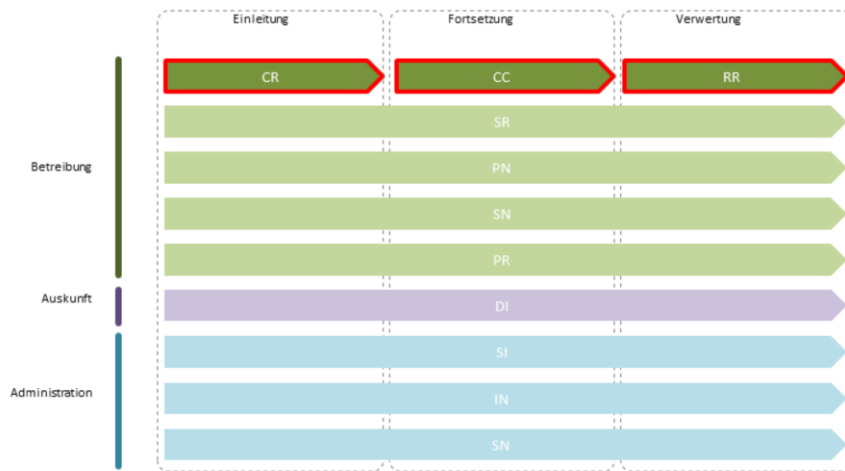 Einleitung Fortsetzung Verwertung
CR CC RR
SR
Betreibung PN
SN
PR
Auskunft DI
SI
Administration IN
SN